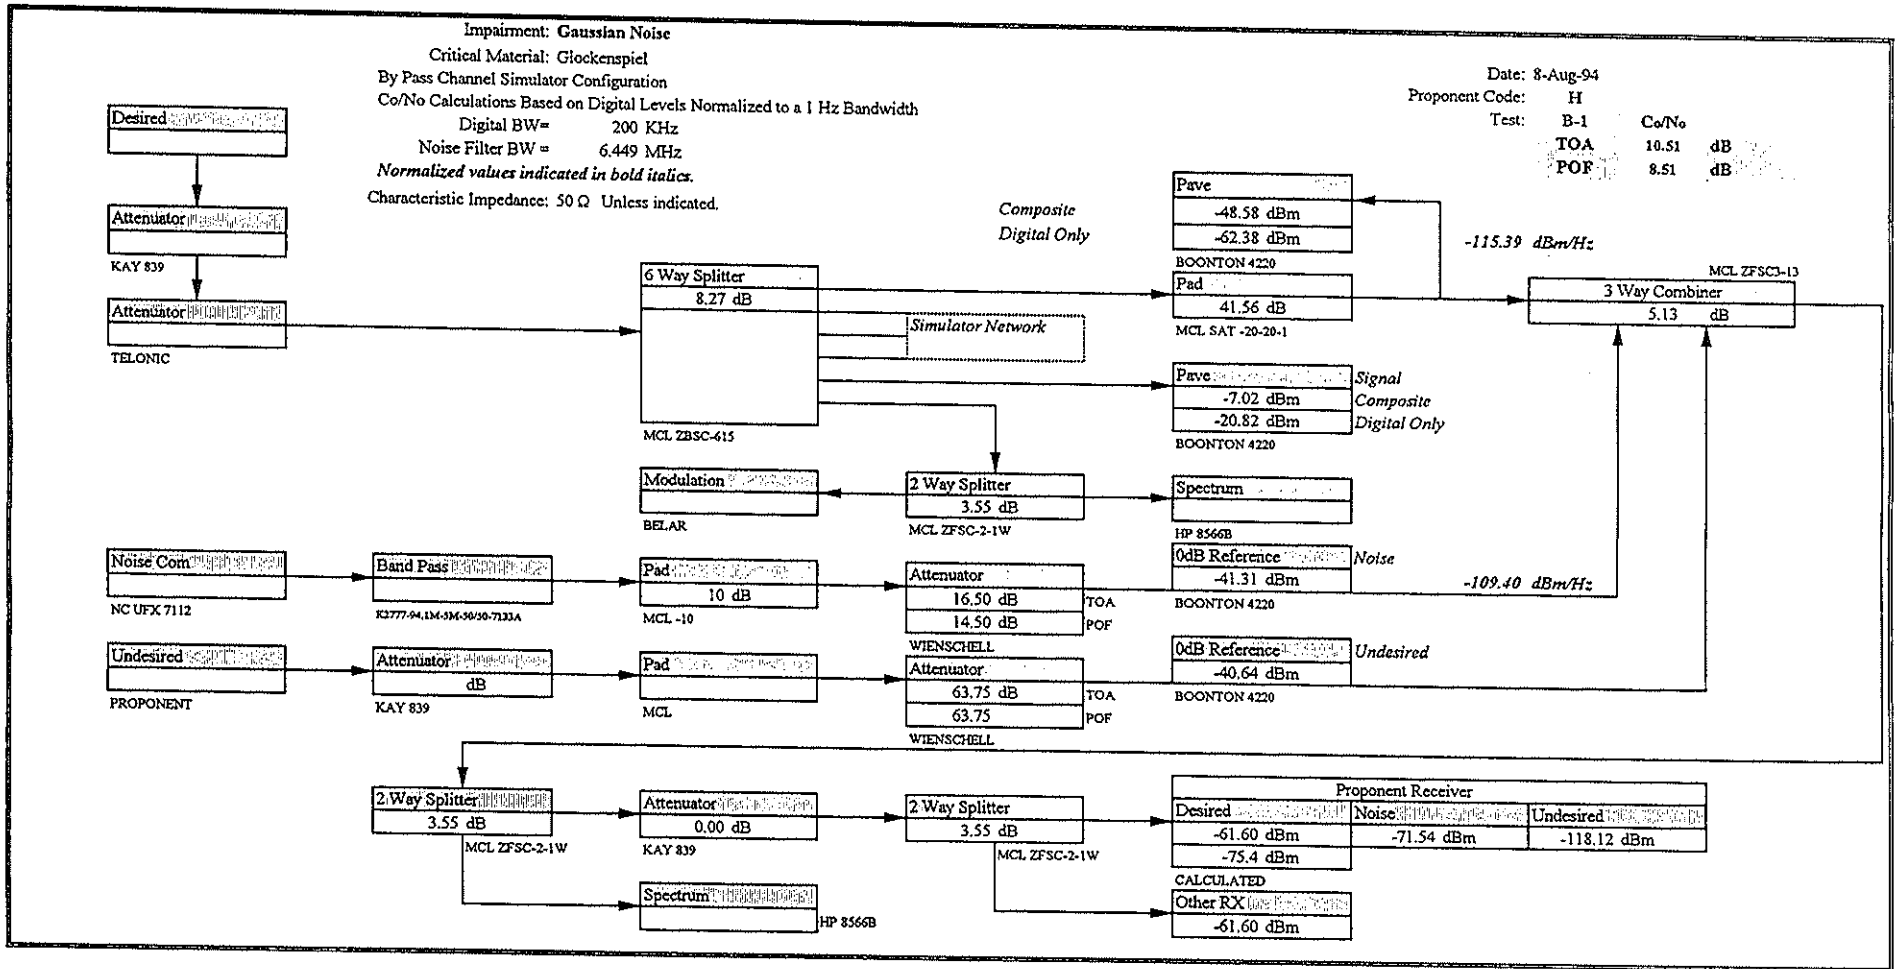 Impairment: Gaussian Noise
Critical Material: Glockenspiel
By Pass Channel Simulator Configuration
Co/No Calculations Based on Digital Levels Normalized to a 1 Hz Bandwidth
Digital BW= 200 KHz
Noise Filter BW = 6.449 MHz
Normalized values indicated in bold italics.
Characteristic Impedance: 50 Ω Unless indicated.
Date: 8-Aug-94
Proponent Code: H
Test: B-1 Co/No
TOA 10.51 dB
POF 8.51 dB
Desired
Attenuator
KAY 839
Attenuator
TELONIC
6 Way Splitter
8.27 dB
MCL ZBSC-615
Simulator Network
Composite
Digital Only
Pave
-48.58 dBm
-62.38 dBm
BOONTON 4220
-115.39 dBm/Hz
Pad
41.56 dB
MCL SAT -20-20-1
MCL ZFSC3-13
3 Way Combiner
5.13 dB
Pave
Signal
-7.02 dBm
Composite
-20.82 dBm
Digital Only
BOONTON 4220
Modulation
BELAR
2 Way Splitter
3.55 dB
MCL ZFSC-2-1W
Spectrum
HP 8566B
Noise Com
NC UFX 7112
Band Pass
K2777-94.1M-5M-50/50-7133A
Pad
10 dB
MCL -10
Attenuator
16.50 dB TOA
14.50 dB POF
WIENSCHELL
0dB Reference
Noise
-41.31 dBm
BOONTON 4220
-109.40 dBm/Hz
Undesired
PROPONENT
Attenuator
dB
KAY 839
Pad
MCL
Attenuator
63.75 dB TOA
63.75 POF
WIENSCHELL
0dB Reference
Undesired
-40.64 dBm
BOONTON 4220
2 Way Splitter
3.55 dB
MCL ZFSC-2-1W
Attenuator
0.00 dB
KAY 839
2 Way Splitter
3.55 dB
MCL ZFSC-2-1W
Proponent Receiver
Desired Noise Undesired
-61.60 dBm -71.54 dBm -118.12 dBm
-75.4 dBm
CALCULATED
Spectrum
HP 8566B
Other RX
-61.60 dBm